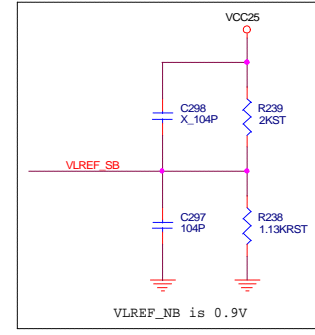 VCC25
C298
X_104P
R239
2KST
VLREF_SB
C297
104P
R238
1.13KRST
VLREF_NB is 0.9V